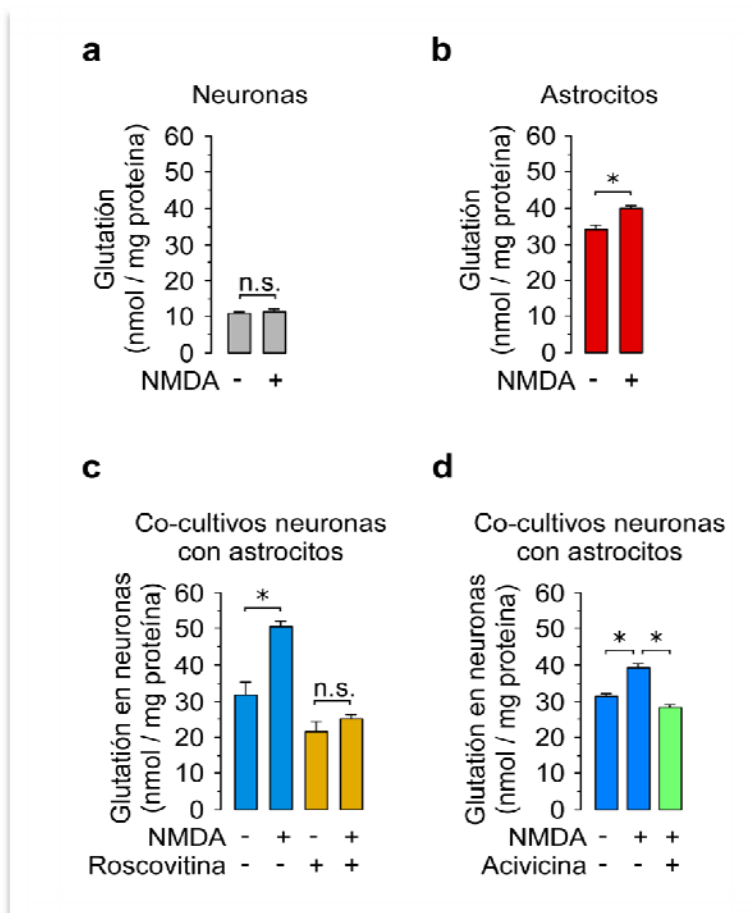 a
Neuronas
Glutatión
(nmol / mg proteína)
60
50
40
30
20
10
0
n.s.
NMDA - +
b
Astrocitos
Glutatión
(nmol / mg proteína)
60
50
40
30
20
10
0
*
NMDA - +
c
Co-cultivos neuronas
con astrocitos
Glutatión en neuronas
(nmol / mg proteína)
60
50
40
30
20
10
0
*
n.s.
NMDA - + - +
Roscovitina - - + +
d
Co-cultivos neuronas
con astrocitos
Glutatión en neuronas
(nmol / mg proteína)
60
50
40
30
20
10
0
* *
NMDA - + +
Acivicina - - +